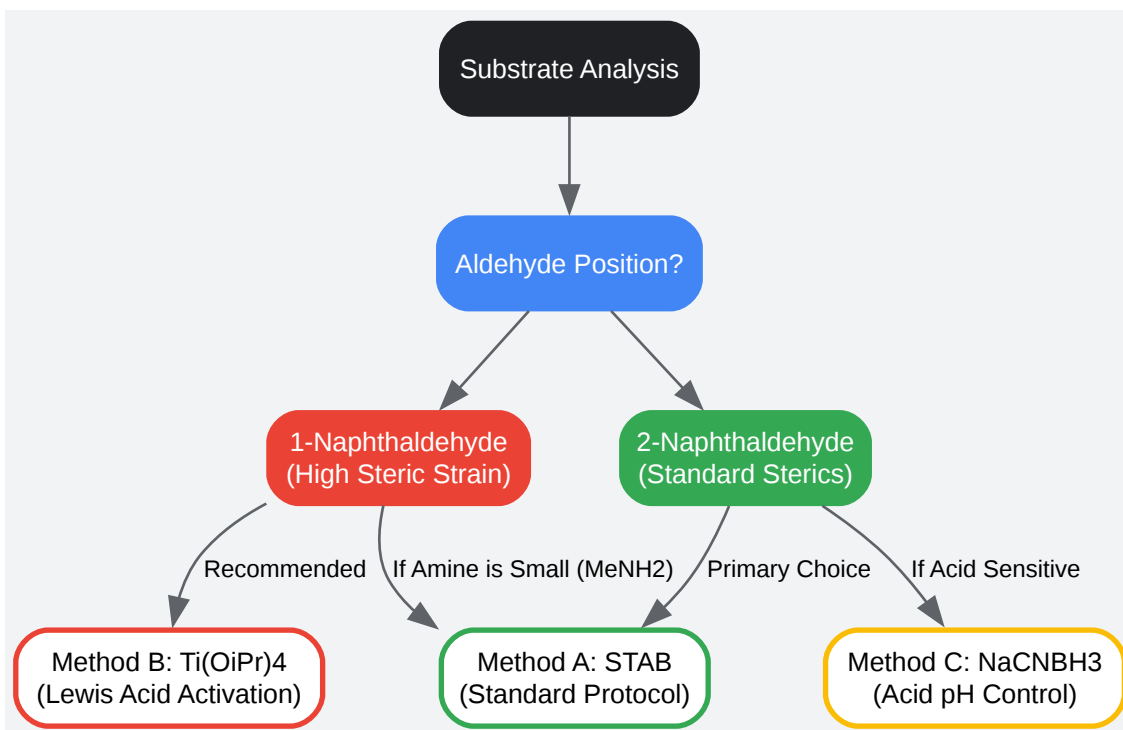 Substrate Analysis
Aldehyde Position?
1-Naphthaldehyde
(High Steric Strain)
2-Naphthaldehyde
(Standard Sterics)
Recommended
If Amine is Small (MeNH2)
Primary Choice
If Acid Sensitive
Method B: Ti(OiPr)4
(Lewis Acid Activation)
Method A: STAB
(Standard Protocol)
Method C: NaCNBH3
(Acid pH Control)